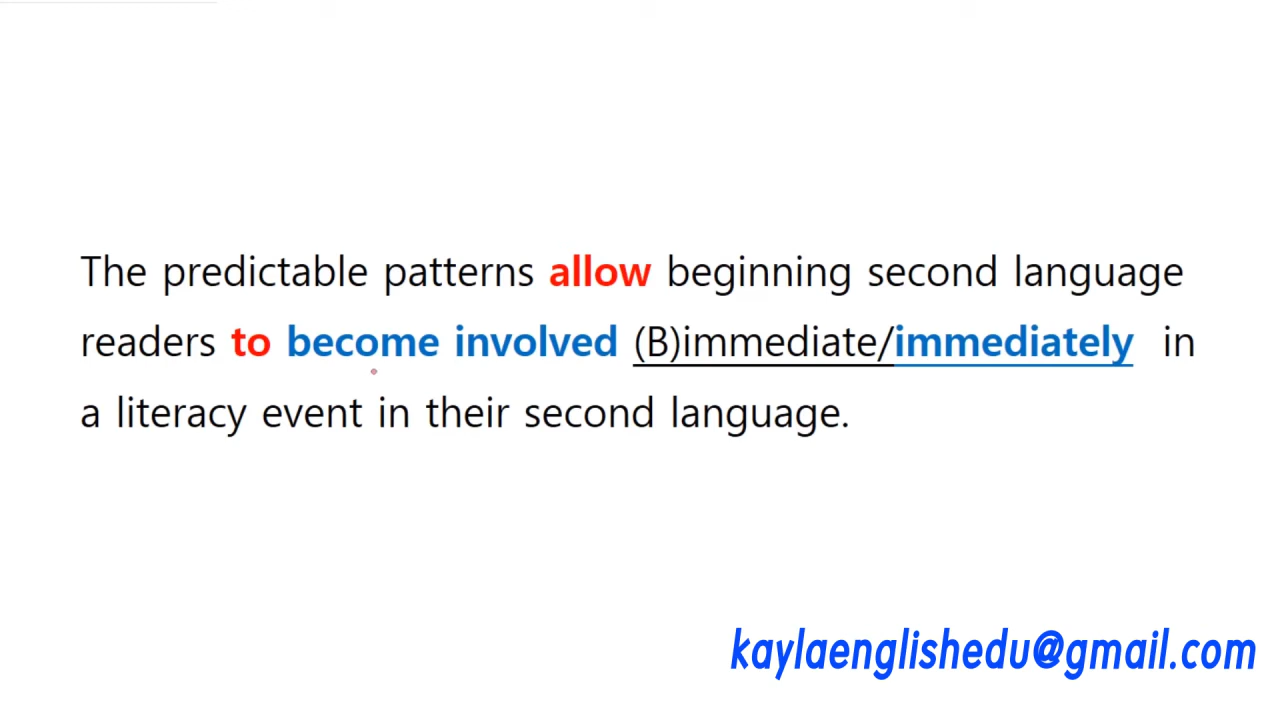 The predictable patterns allow beginning second language
readers to become involved (B)immediate/immediately in
a literacy event in their second language.
kaylaenglishedu@gmail.com